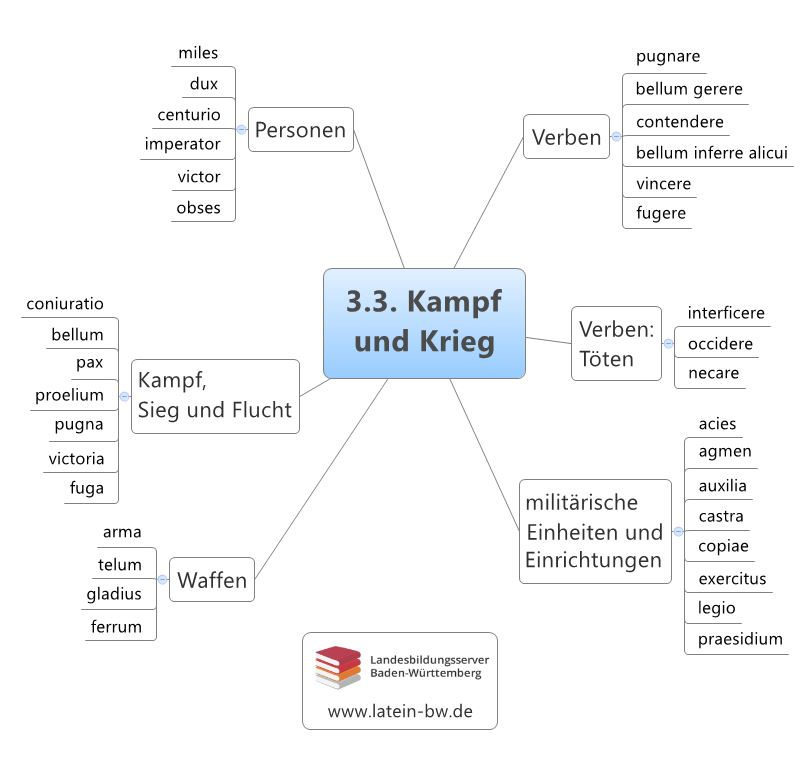 3.3. Kampf
und Krieg
Personen
miles
dux
centurio
imperator
victor
obses
Verben
pugnare
bellum gerere
contendere
bellum inferre alicui
vincere
fugere
Verben:
Töten
interficere
occidere
necare
militärische
Einheiten und
Einrichtungen
acies
agmen
auxilia
castra
copiae
exercitus
legio
praesidium
Kampf,
Sieg und Flucht
coniuratio
bellum
pax
proelium
pugna
victoria
fuga
Waffen
arma
telum
gladius
ferrum
Landesbildungsserver
Baden-Württemberg
www.latein-bw.de